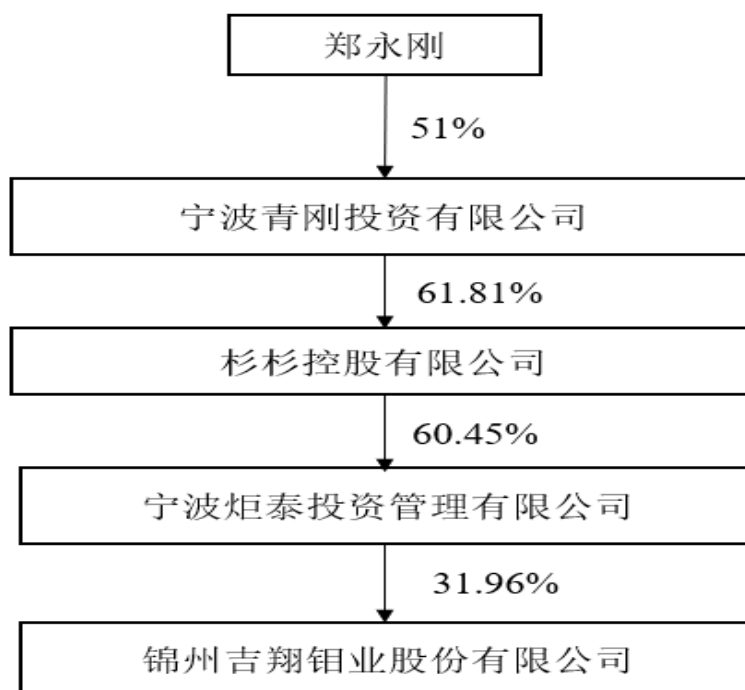 郑永刚
51%
宁波青刚投资有限公司
61.81%
杉杉控股有限公司
60.45%
宁波炬泰投资管理有限公司
31.96%
锦州吉翔钼业股份有限公司